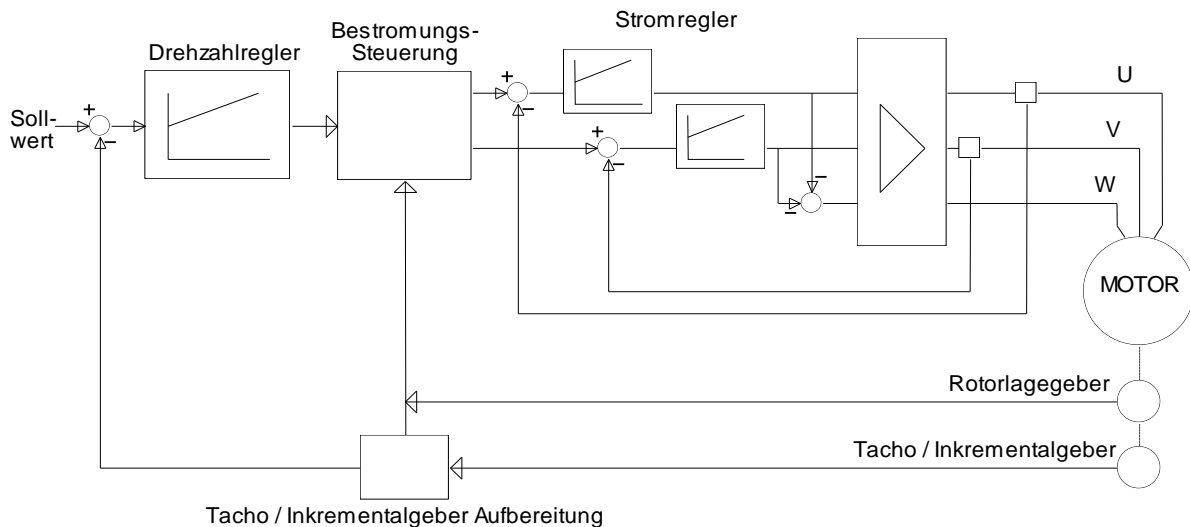 Stromregler
Bestromungs-
Steuerung
Drehzahlregler
Soll-
wert
+
−
+
−
+
−
−
−
U
V
W
MOTOR
Rotorlagegeber
Tacho / Inkrementalgeber
Tacho / Inkrementalgeber Aufbereitung